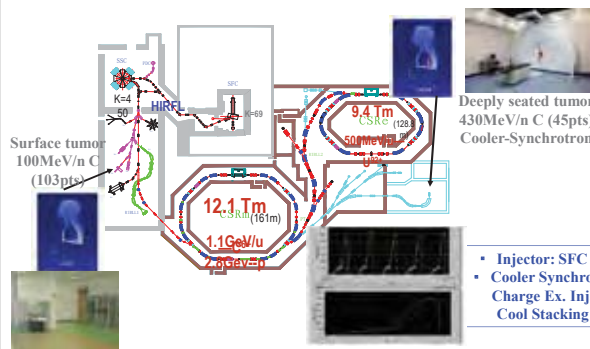 SSC
K=4
50
HIRFL
SFC
K=69
9.4 Tm
CSRe
(128.8
500MeV/u
Deeply seated tumor
430MeV/n C (45pts)
Cooler-Synchrotron
Surface tumor
100MeV/n C
(103pts)
12.1 Tm
CSRm
(161m)
1.1GeV/u
2.8Gev--p
Injector: SFC
Cooler Synchro
Charge Ex. Inj
Cool Stacking